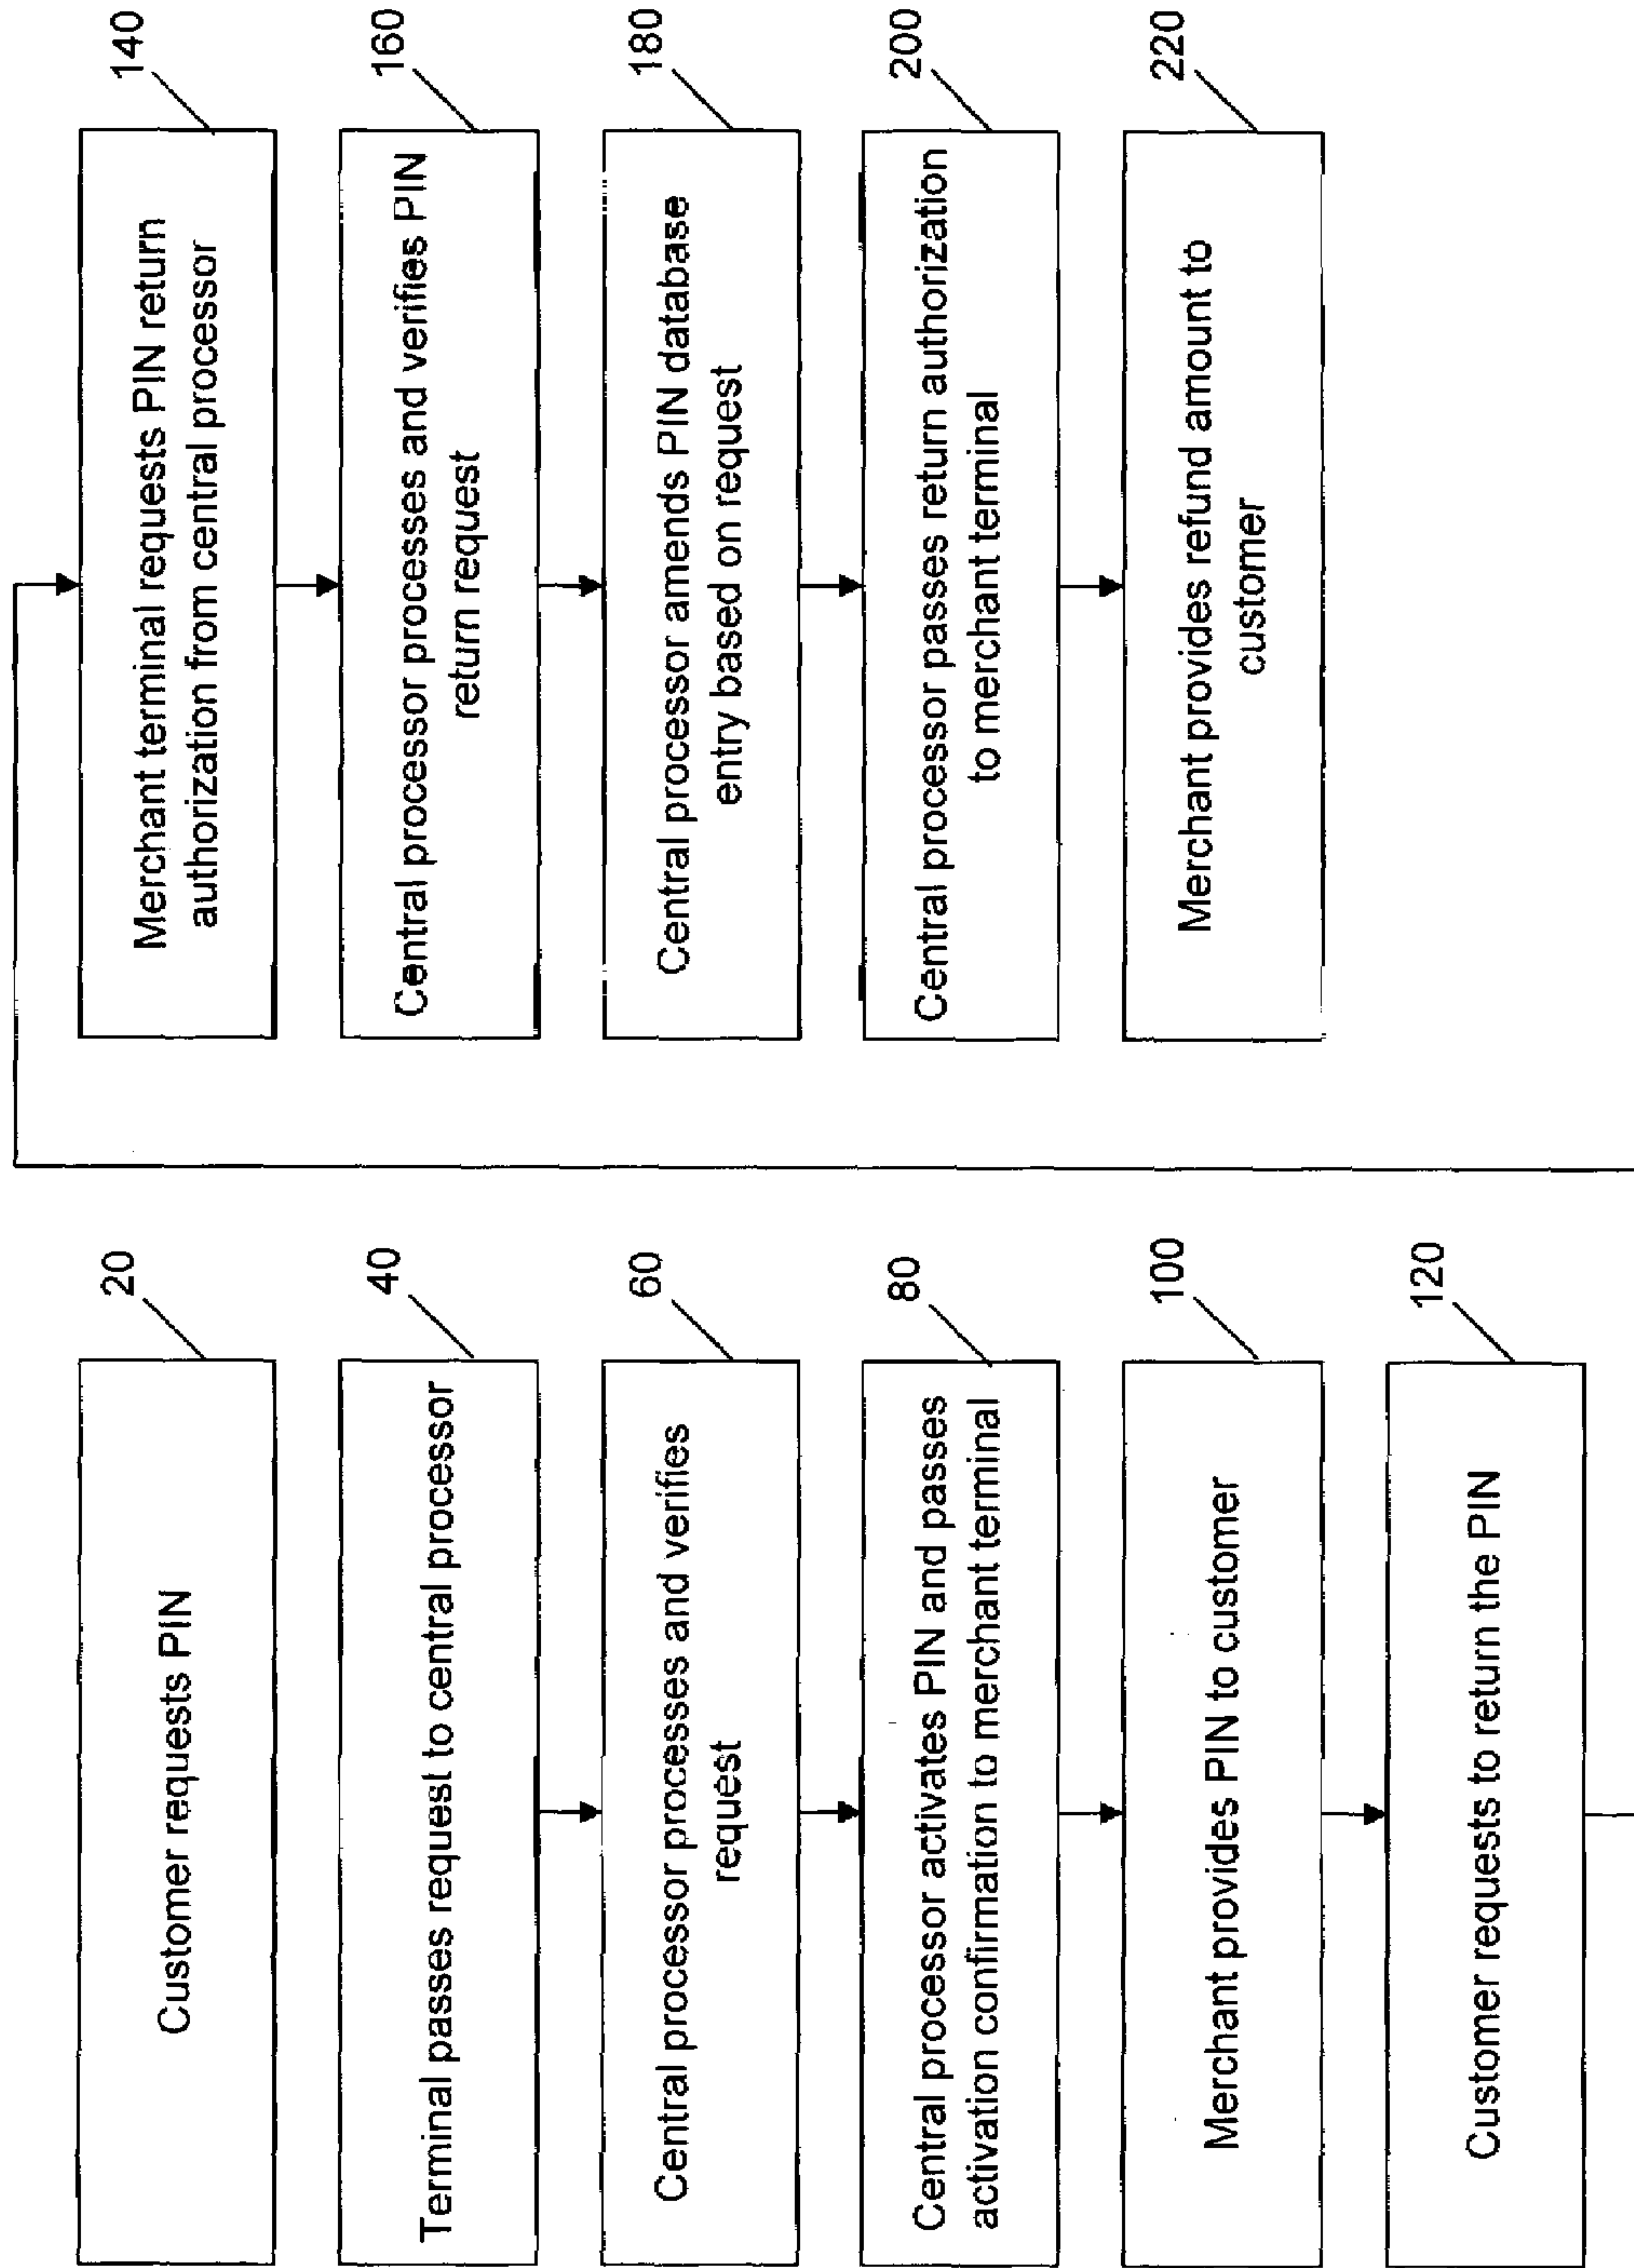 Customer requests PIN
20
Terminal passes request to central processor
40
Central processor processes and verifies
request
60
Central processor activates PIN and passes
activation confirmation to merchant terminal
80
Merchant provides PIN to customer
100
Customer requests to return the PIN
120
Merchant terminal requests PIN return
authorization from central processor
140
Central processor processes and verifies PIN
return request
160
Central processor amends PIN database
entry based on request
180
Central processor passes return authorization
to merchant terminal
200
Merchant provides refund amount to
customer
220